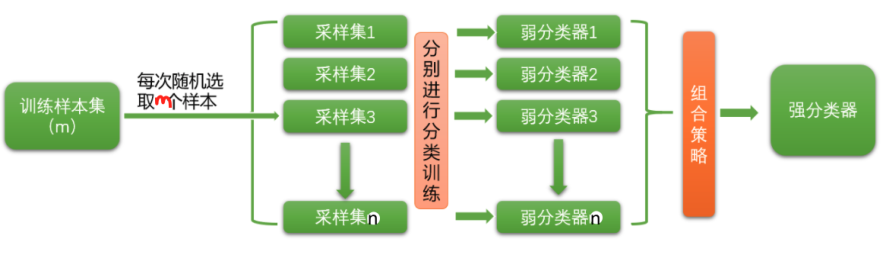 训练样本集
（m）
每次随机选
取m个样本
采样集1
采样集2
采样集3
采样集n
分别进行分类训练
弱分类器1
弱分类器2
弱分类器3
弱分类器n
组合策略
强分类器